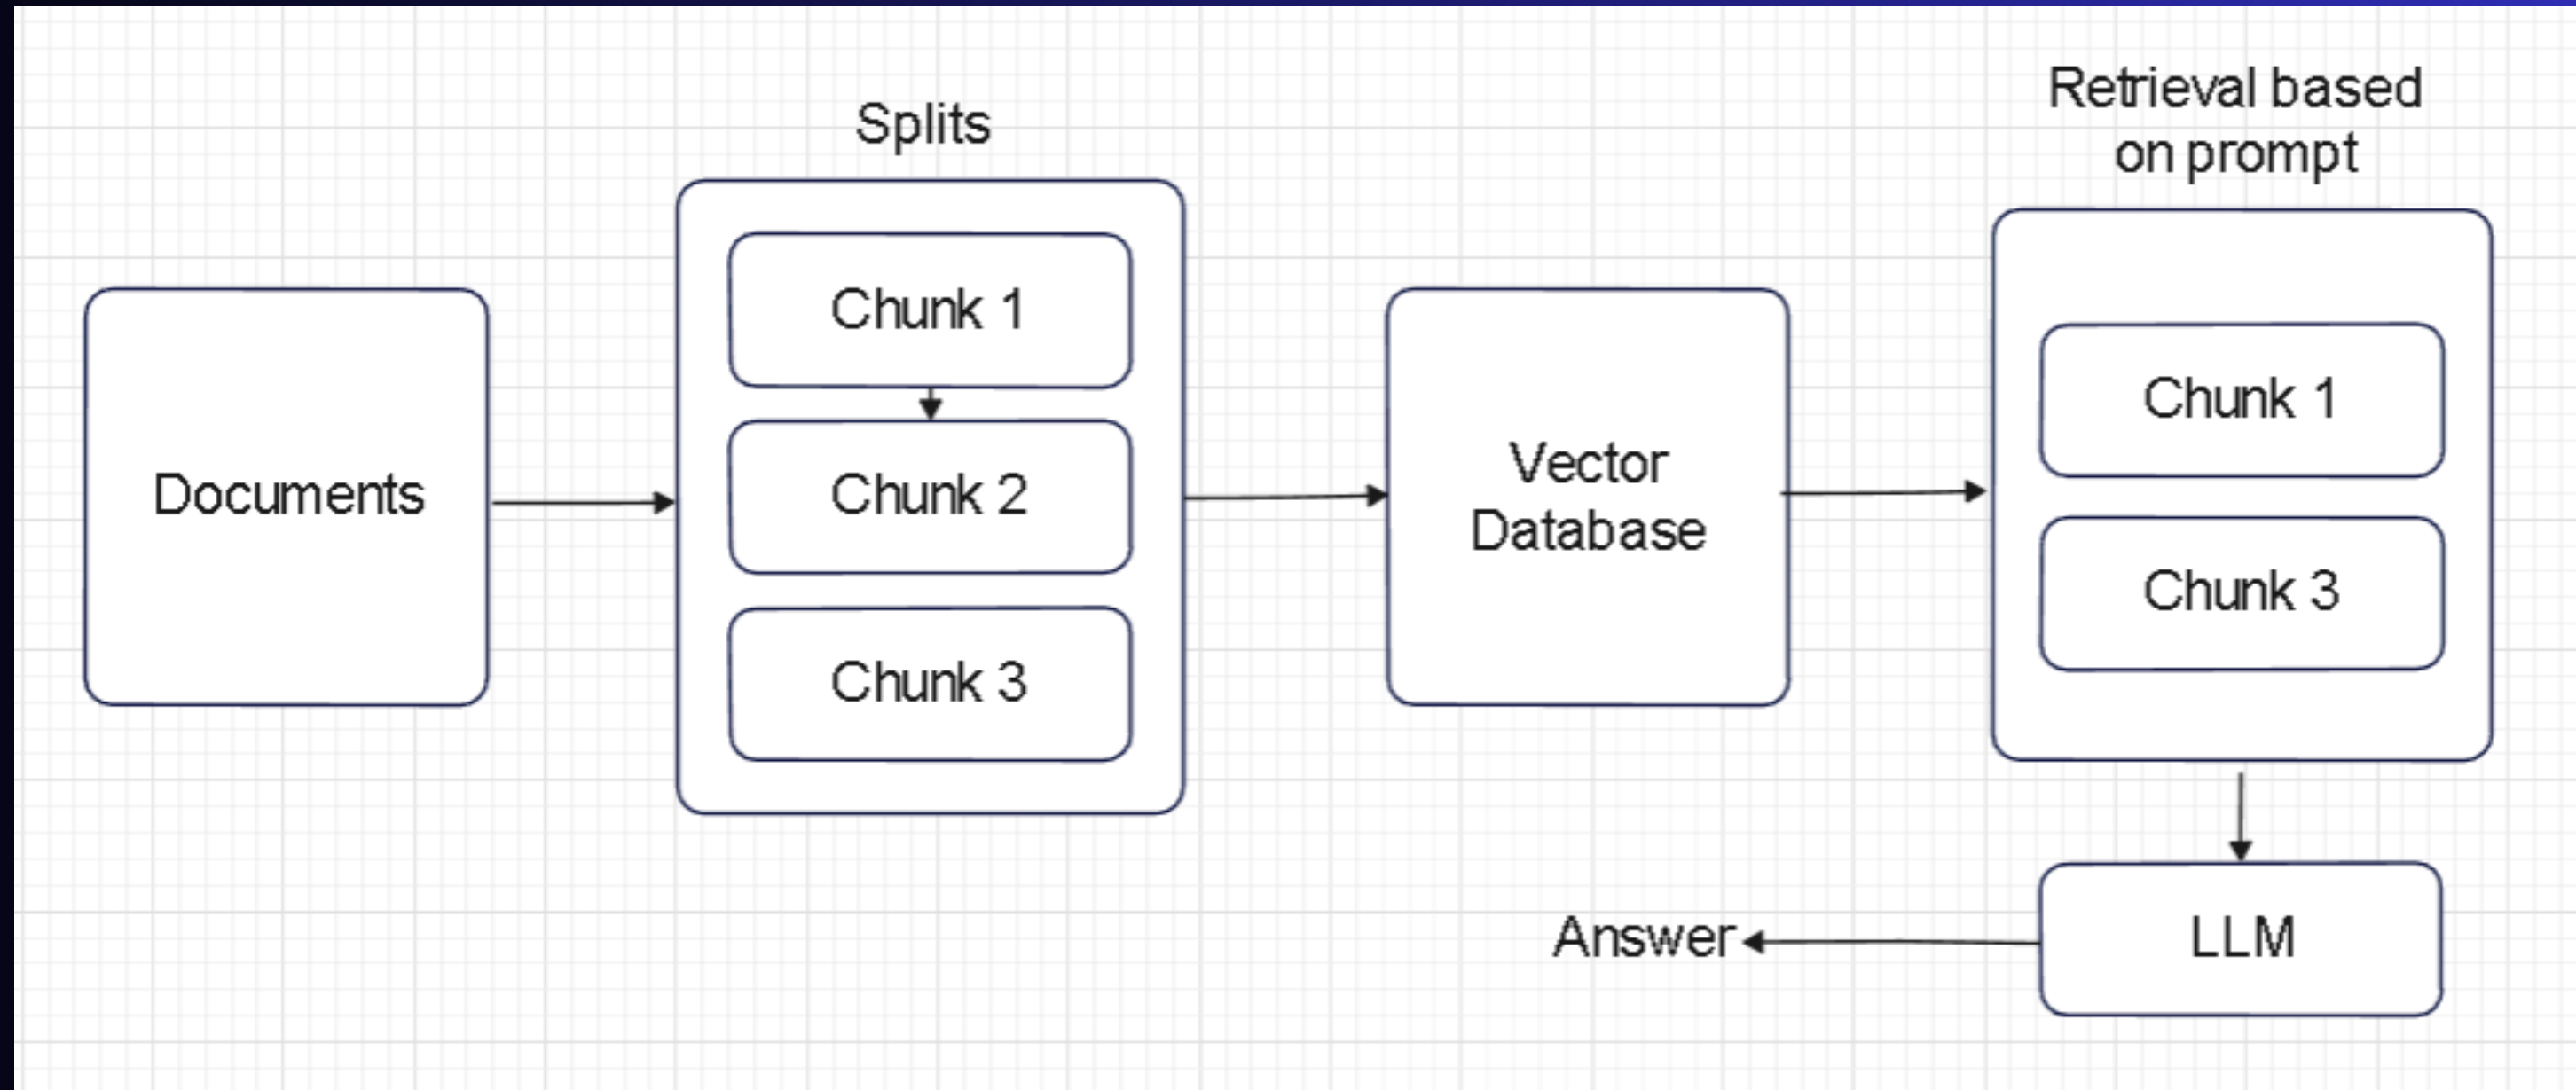 Documents
Splits
Chunk 1
Chunk 2
Chunk 3
Vector
Database
Retrieval based
on prompt
Chunk 1
Chunk 3
LLM
Answer